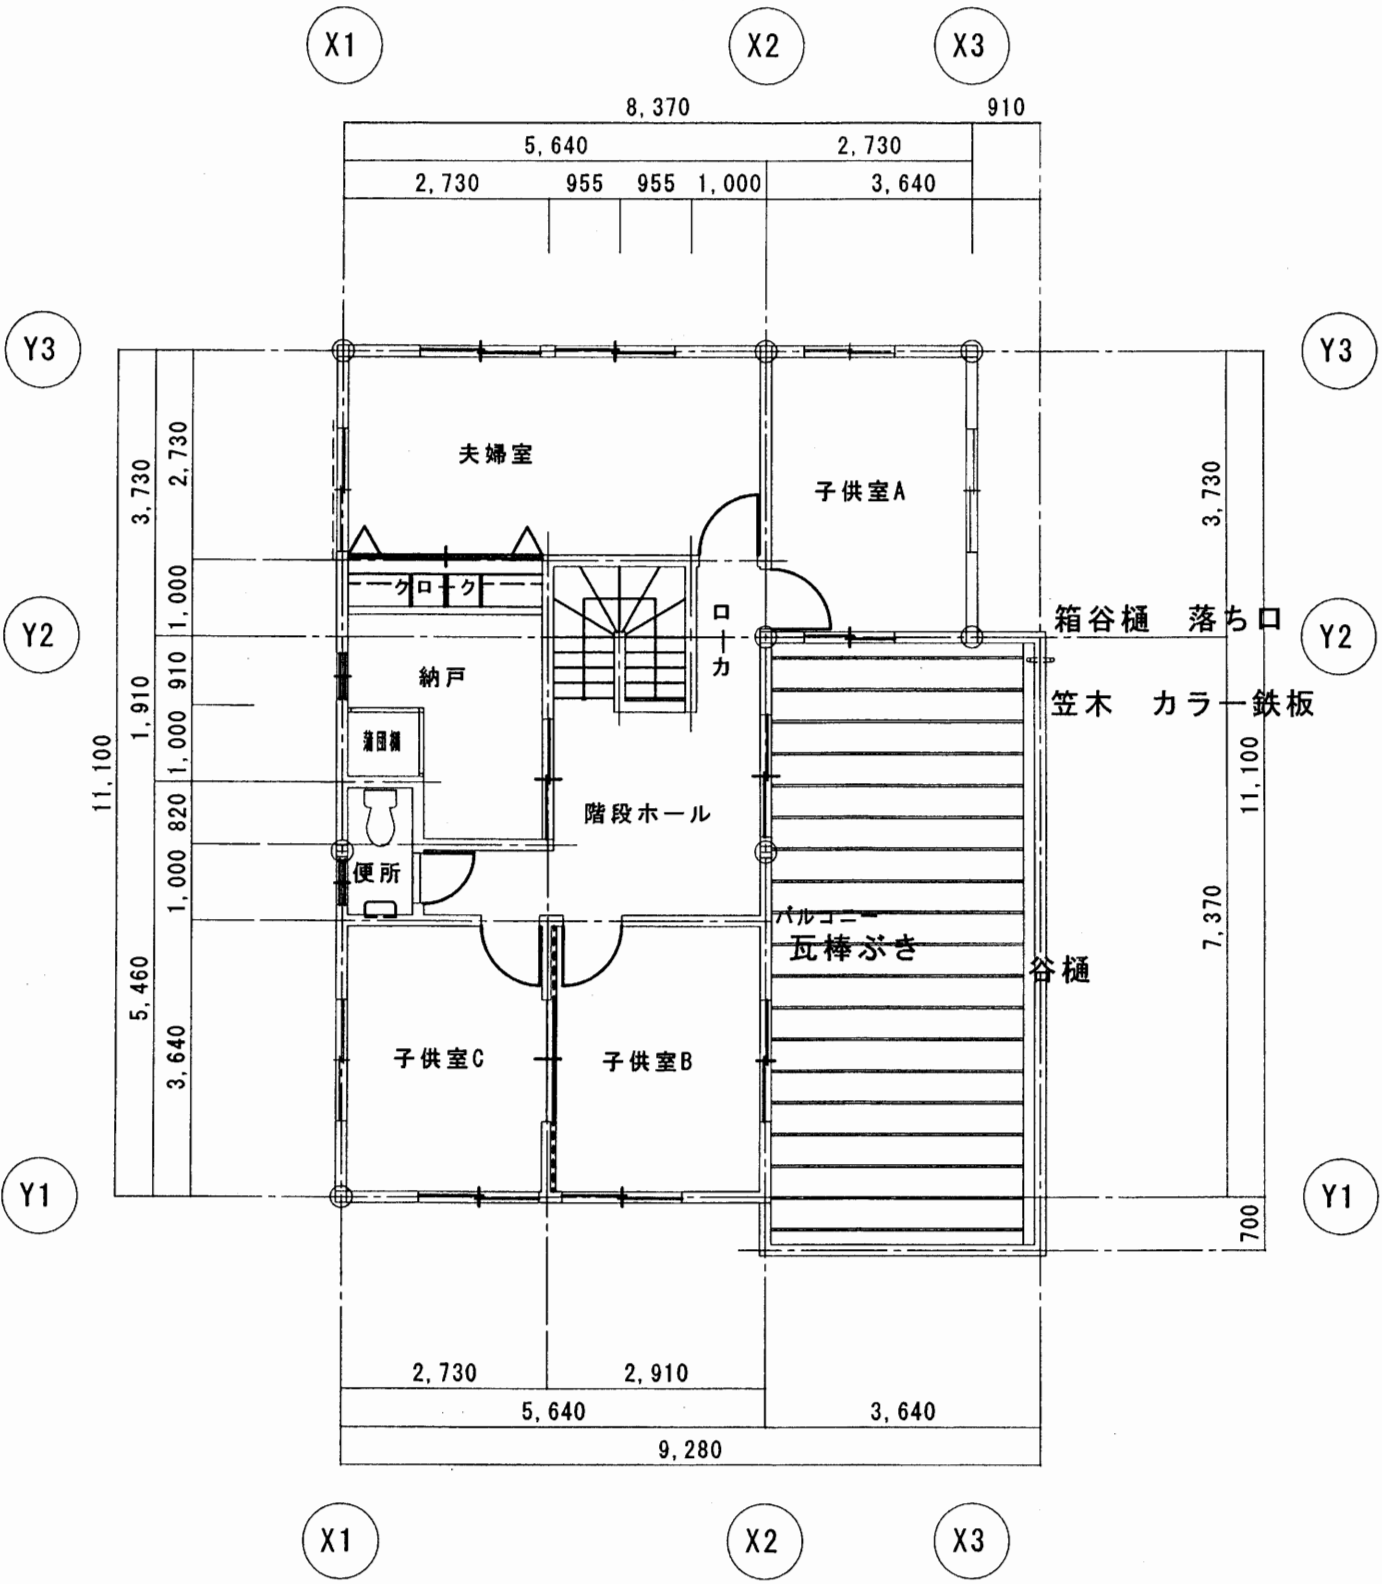 X1
X2
X3
8,370
910
5,640
2,730
2,730
955
955
1,000
3,640
Y3
Y3
夫婦室
子供室A
3,730
2,730
3,730
クローク
1,000
ローカ
Y2
箱谷樋 落ち口
Y2
納戸
910
笠木 カラー鉄板
1,910
1,000
蒲団棚
11,100
11,100
820
階段ホール
便所
1,000
バルコニー
瓦棒ぶき
7,370
谷樋
5,460
3,640
子供室C
子供室B
Y1
Y1
700
2,730
2,910
5,640
3,640
9,280
X1
X2
X3